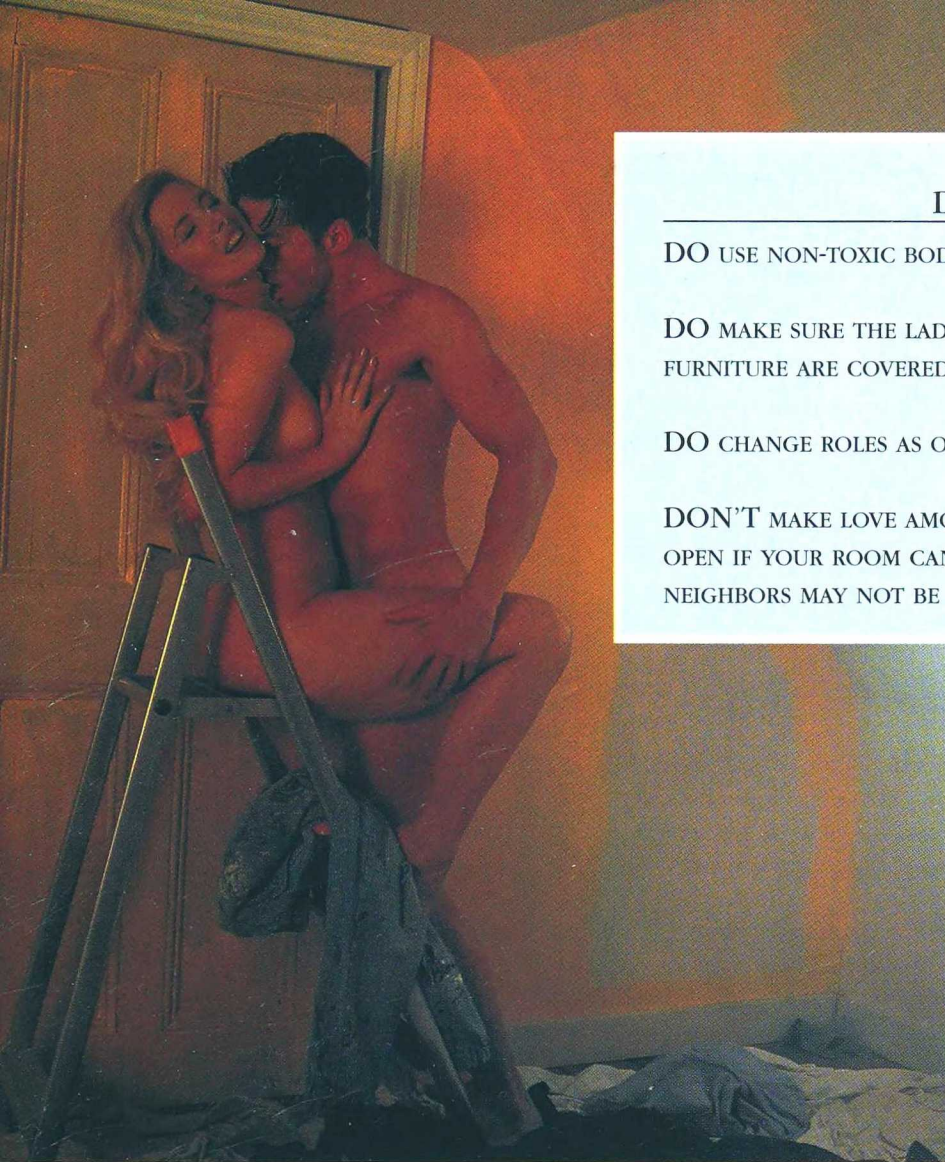 D
DO USE NON-TOXIC BOD
DO MAKE SURE THE LAD
FURNITURE ARE COVERED
DO CHANGE ROLES AS O
DON'T MAKE LOVE AMO
OPEN IF YOUR ROOM CAN
NEIGHBORS MAY NOT BE